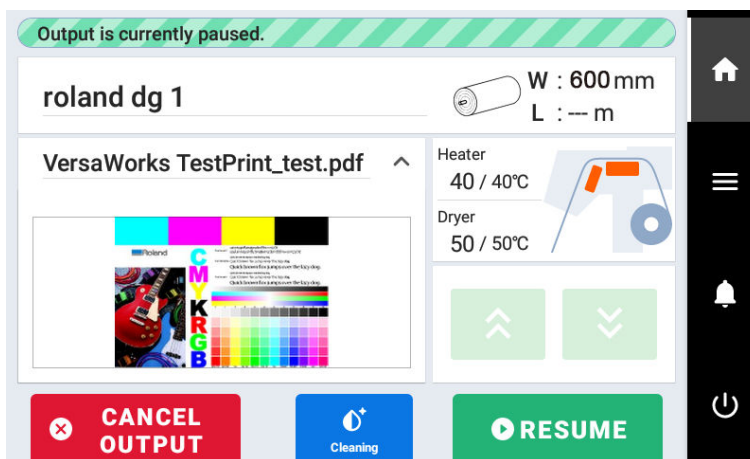 Output is currently paused.
roland dg 1
W : 600 mm
L : --- m
VersaWorks TestPrint_test.pdf
Heater
40 / 40℃
Dryer
50 / 50℃
Roland
CMYKRGB
Quick brown fox jumps over the lazy dog.
Quick brown fox jumps over the lazy dog.
CANCEL
OUTPUT
Cleaning
RESUME